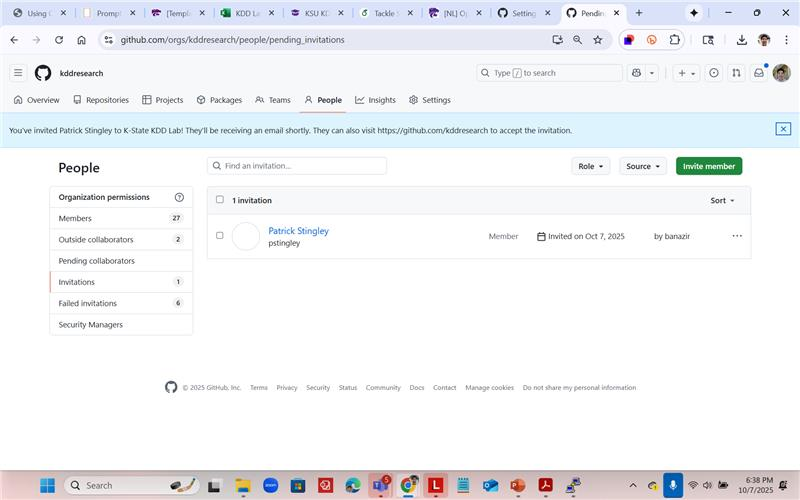 Using C
Prompt
[Templ
KDD Lab
KSU KD
Tackle S
[NL] Op
Setting
Pending
github.com/orgs/kddresearch/people/pending_invitations
kddresearch
Type / to search
Overview
Repositories
Projects
Packages
Teams
People
Insights
Settings
You've invited Patrick Stingley to K-State KDD Lab! They'll be receiving an email shortly. They can also visit https://github.com/kddresearch to accept the invitation.
People
Find an invitation...
Role
Source
Invite member
Organization permissions
Members 27
Outside collaborators 2
Pending collaborators
Invitations 1
Failed invitations 6
Security Managers
1 invitation
Sort
Patrick Stingley
pstingley
Member
Invited on Oct 7, 2025
by banazir
© 2025 GitHub, Inc.
Terms
Privacy
Security
Status
Community
Docs
Contact
Manage cookies
Do not share my personal information
Search
5
6:38 PM
10/7/2025